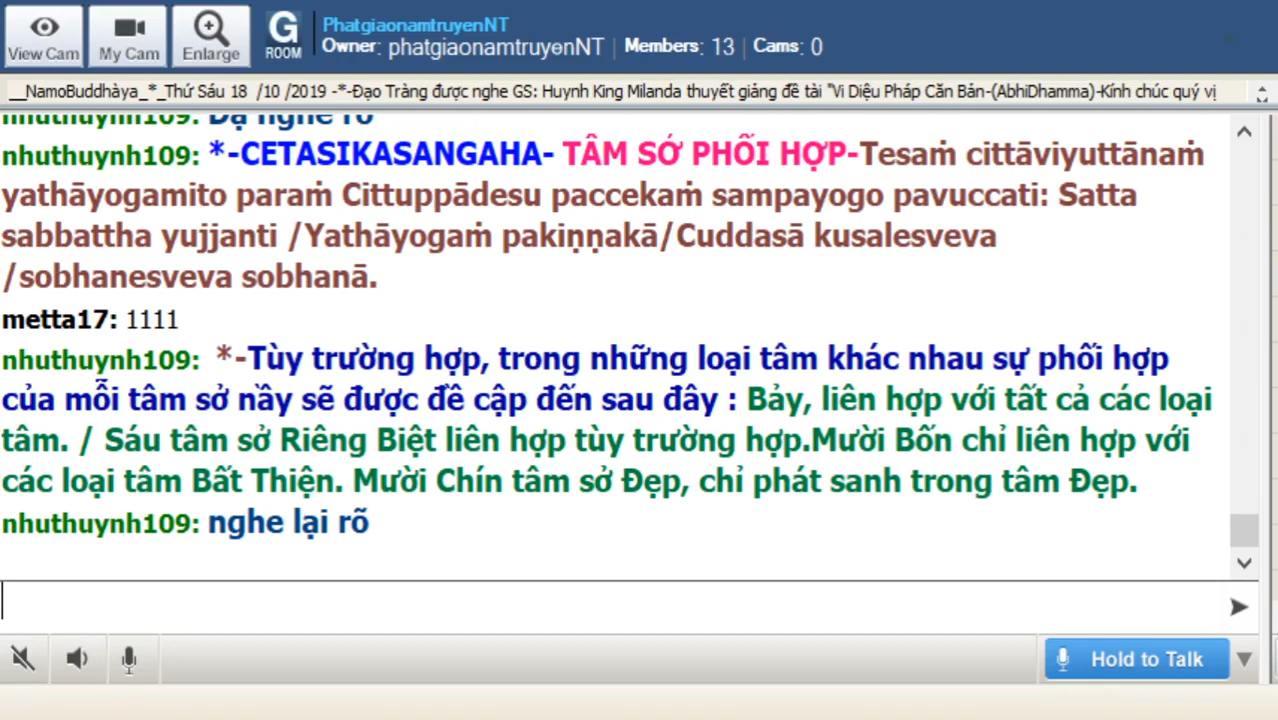 PhatgiaonamtruyenNT
G
View Cam
My Cam
Enlarge
ROOM
Owner: phatgiaonamtruyenNT | Members: 13 | Cams: 0
__NamoBuddhàya_*_Thứ Sáu 18 /10 /2019 -*-Đạo Tràng được nghe GS: Huynh King Milanda thuyết giảng đề tài "Vi Diệu Pháp Căn Bản-(AbhiDhamma)-Kính chúc quý vị
nhuthuynh109: Dạ nghe rõ
nhuthuynh109: *-CETASIKASANGAHA- TÂM SỞ PHỐI HỢP-Tesaṁ cittāviyuttānaṁ
yathāyogamito paraṁ Cittuppādesu paccekaṁ sampayogo pavuccati: Satta
sabbattha yujjanti /Yathāyogaṁ pakiṇṇakā/Cuddasā kusalesveva
/sobhanesveva sobhanā.
metta17: 1111
nhuthuynh109: *-Tùy trường hợp, trong những loại tâm khác nhau sự phối hợp
của mỗi tâm sở nầy sẽ được đề cập đến sau đây : Bảy, liên hợp với tất cả các loại
tâm. / Sáu tâm sở Riêng Biệt liên hợp tùy trường hợp.Mười Bốn chỉ liên hợp với
các loại tâm Bất Thiện. Mười Chín tâm sở Đẹp, chỉ phát sanh trong tâm Đẹp.
nhuthuynh109: nghe lại rõ
Hold to Talk